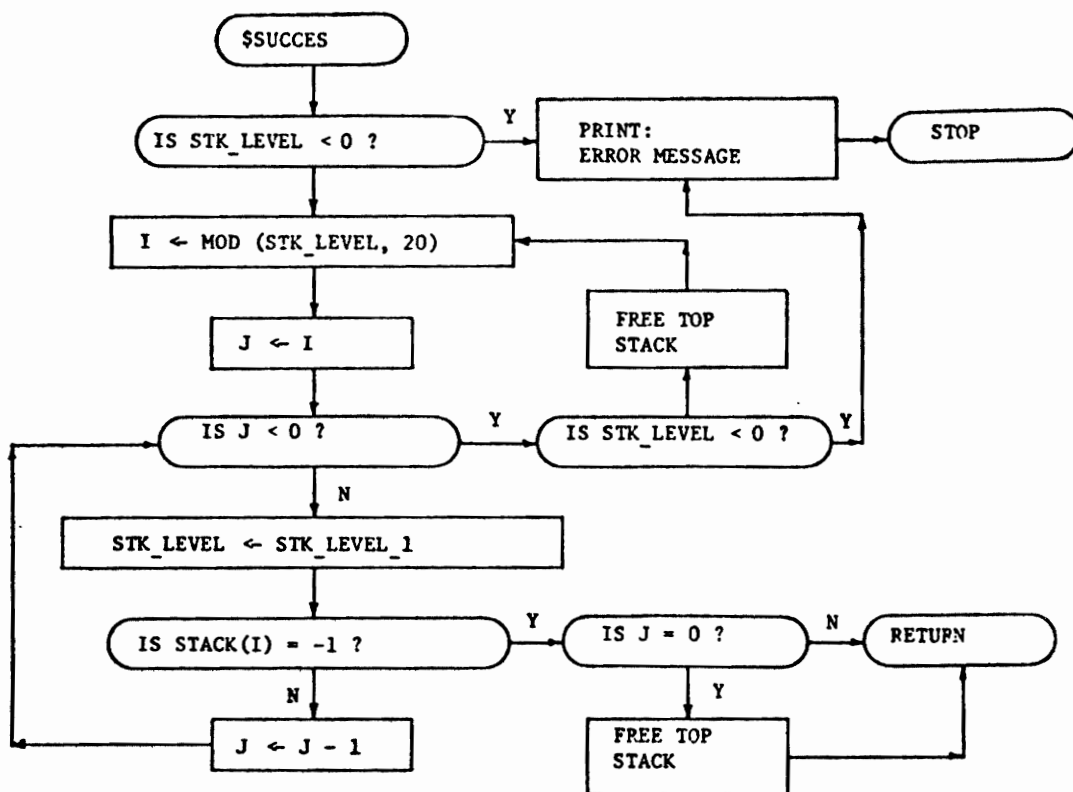 $SUCCES
IS STK_LEVEL < 0 ?
Y
PRINT:
ERROR MESSAGE
STOP
I ← MOD (STK_LEVEL, 20)
FREE TOP
STACK
J ← I
IS J < 0 ?
Y
IS STK_LEVEL < 0 ?
Y
N
STK_LEVEL ← STK_LEVEL_1
IS STACK(I) = -1 ?
Y
IS J = 0 ?
N
RETURN
N
Y
J ← J - 1
FREE TOP
STACK